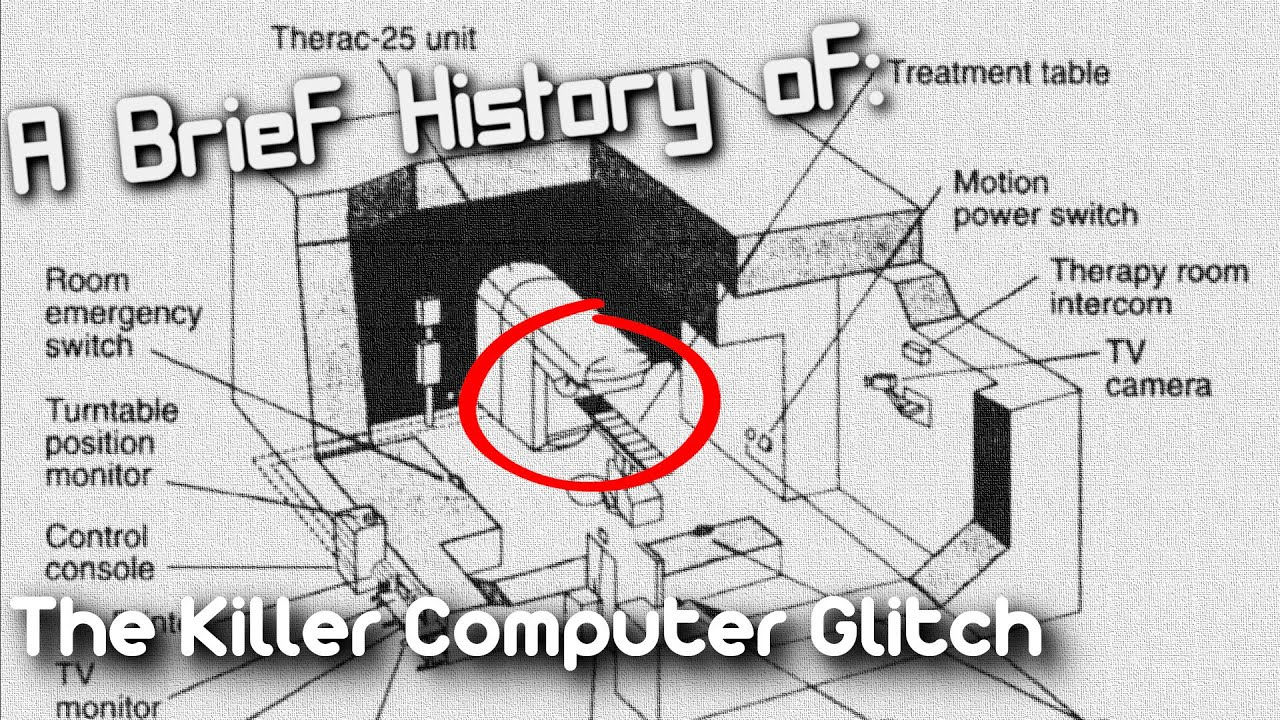 A Brief History of:
Therac-25 unit
Treatment table
Motion
power switch
Therapy room
intercom
TV
camera
Room
emergency
switch
Turntable
position
monitor
Control
console
The Killer Computer Glitch
TV
monitor